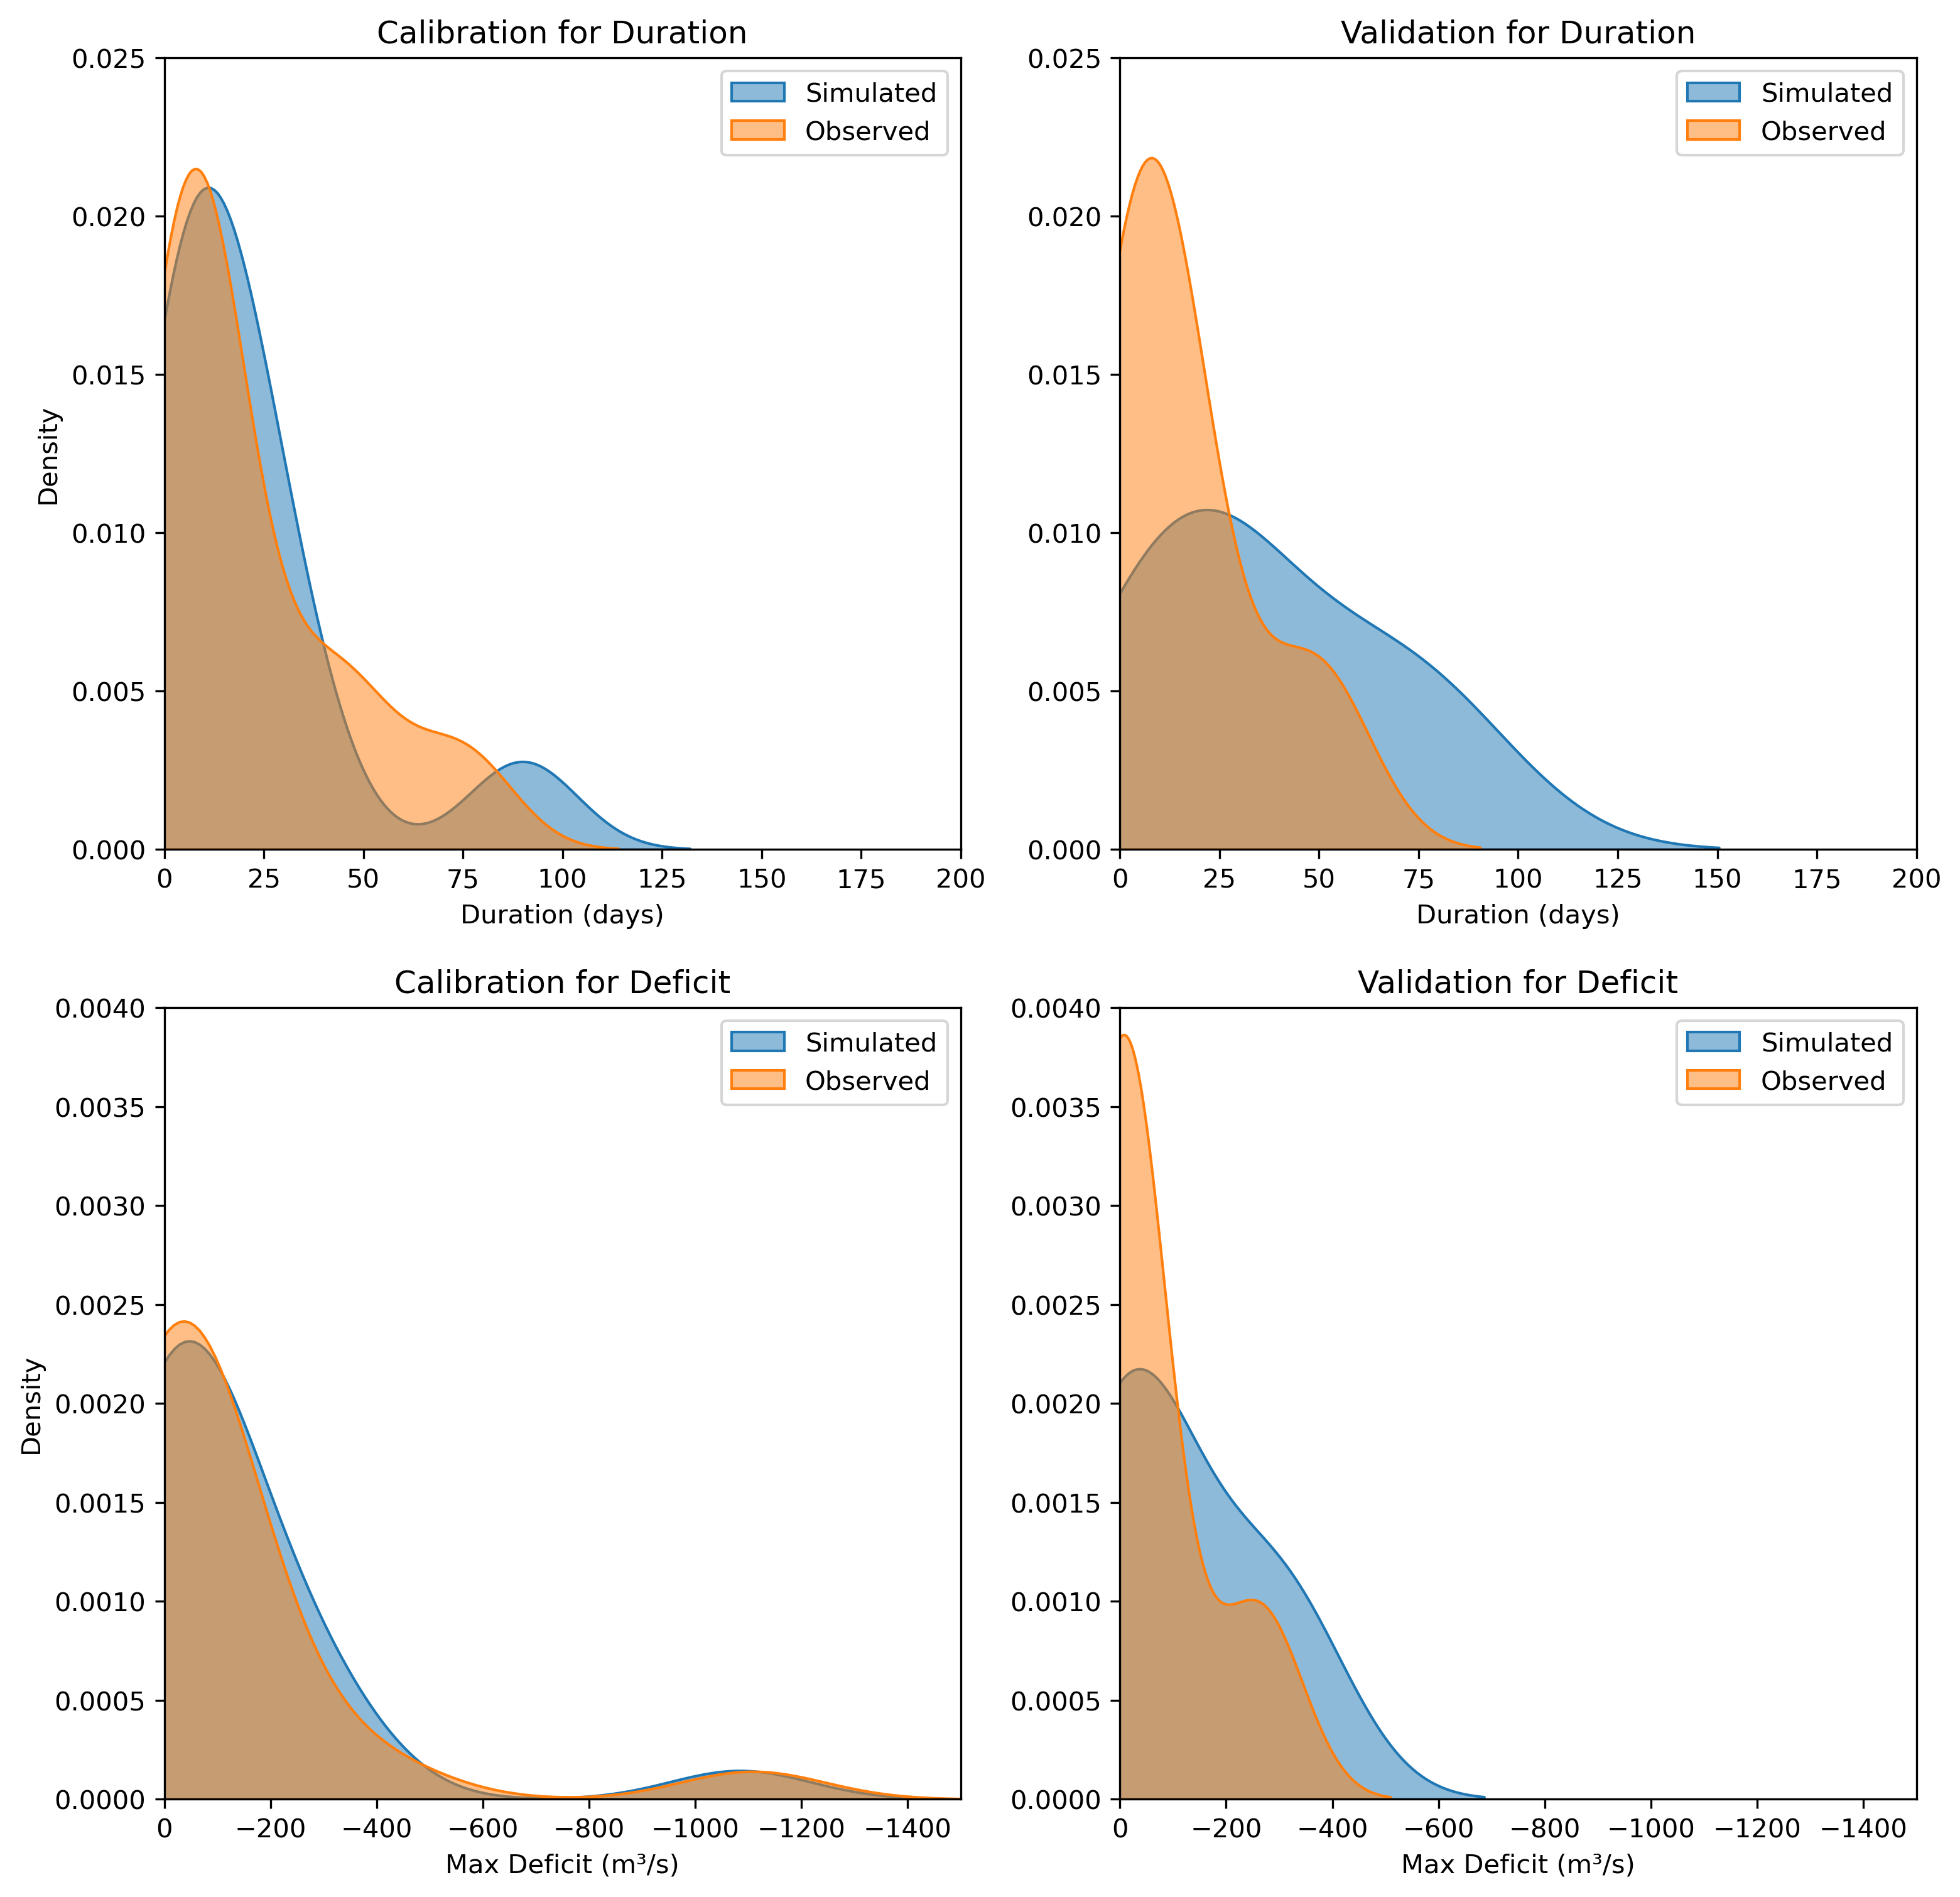 Calibration for Duration
0.025
0.020
0.015
0.010
0.005
0.000
Density
Simulated
Observed
0 25 50 75 100 125 150 175 200
Duration (days)
Validation for Duration
0.025
0.020
0.015
0.010
0.005
0.000
Simulated
Observed
0 25 50 75 100 125 150 175 200
Duration (days)
Calibration for Deficit
0.0040
0.0035
0.0030
0.0025
0.0020
0.0015
0.0010
0.0005
0.0000
Density
Simulated
Observed
0 −200 −400 −600 −800 −1000 −1200 −1400
Max Deficit (m³/s)
Validation for Deficit
0.0040
0.0035
0.0030
0.0025
0.0020
0.0015
0.0010
0.0005
0.0000
Simulated
Observed
0 −200 −400 −600 −800 −1000 −1200 −1400
Max Deficit (m³/s)